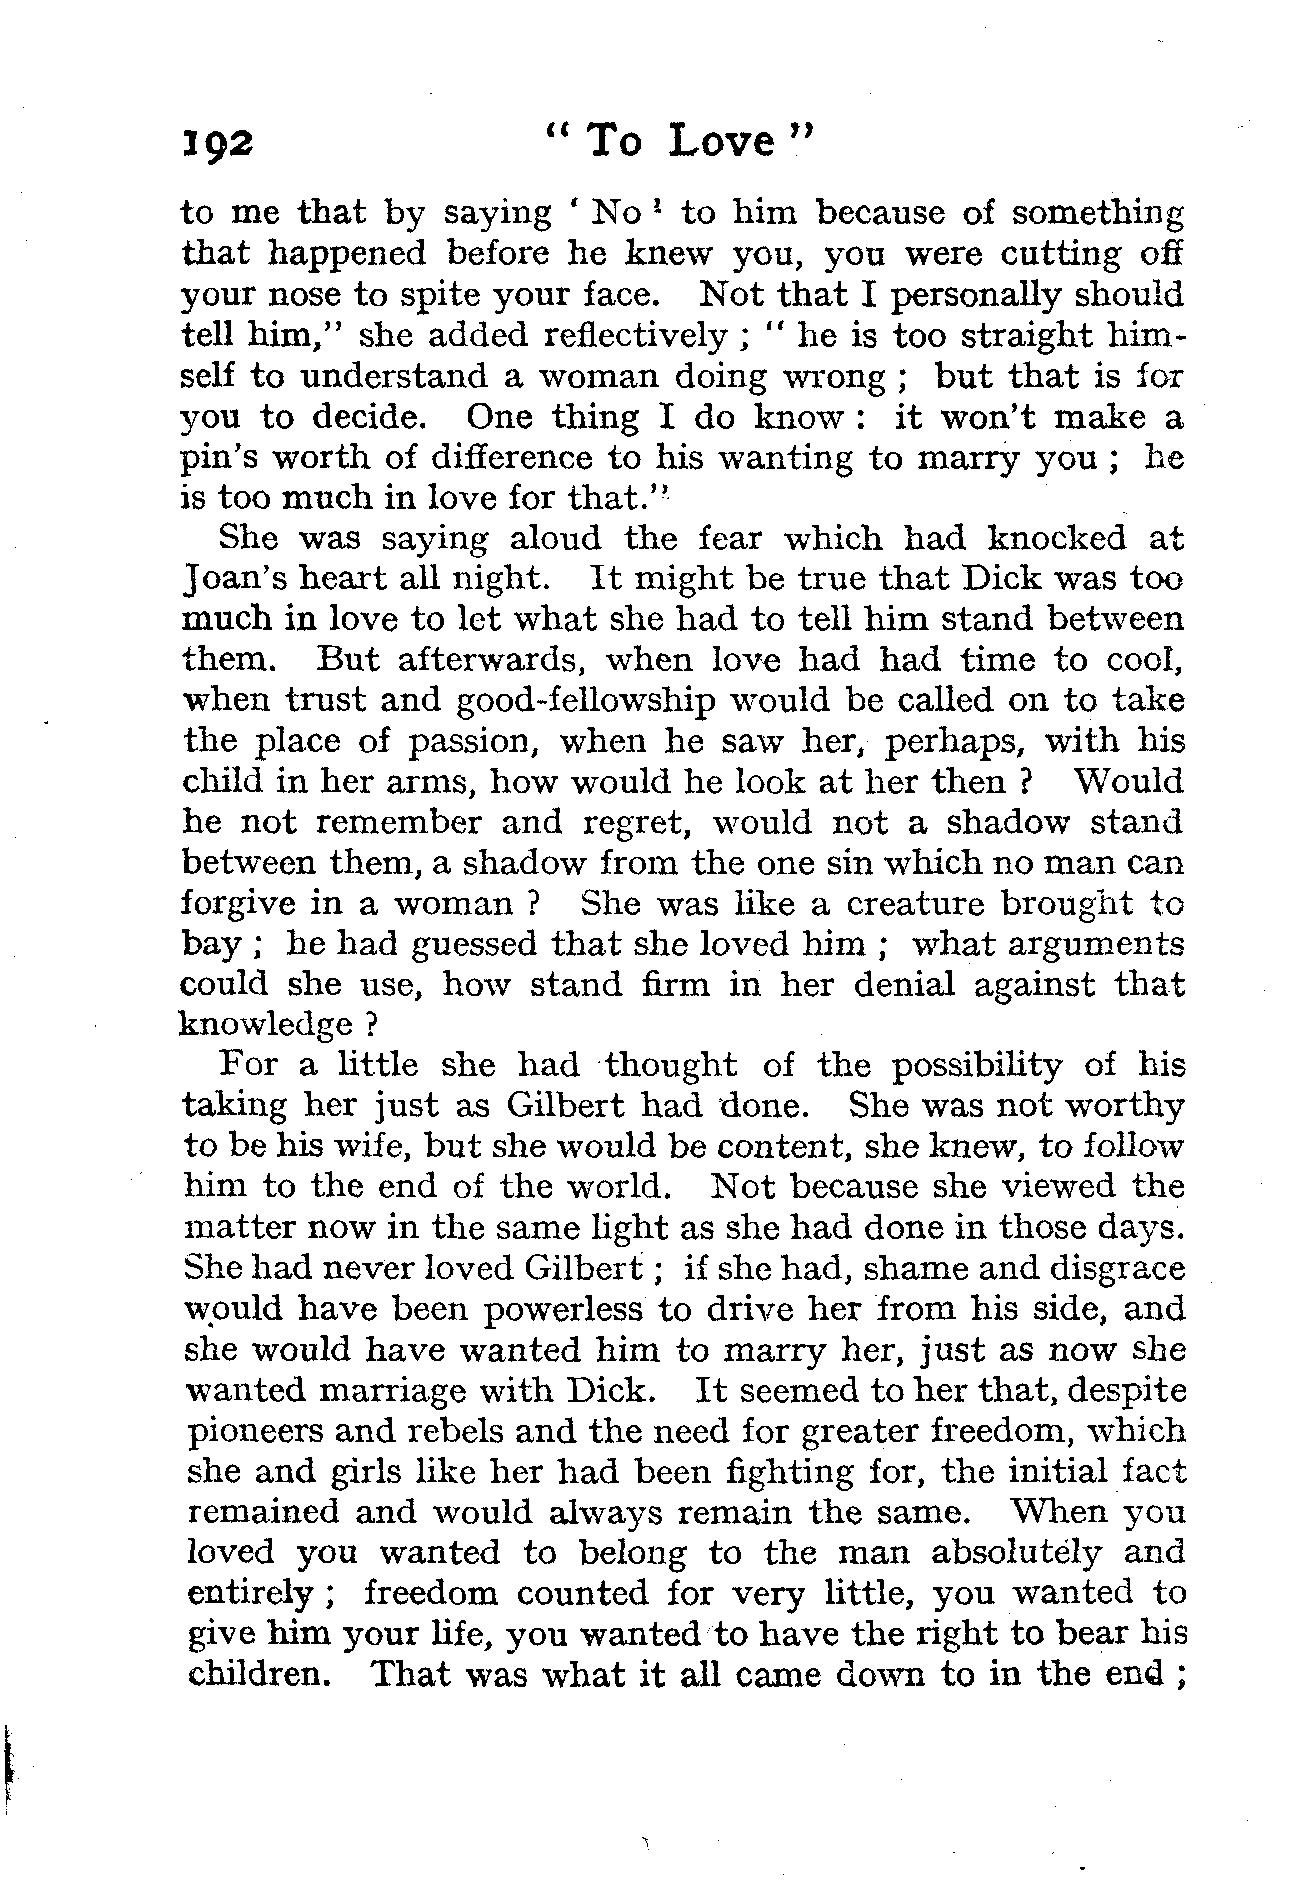 192 “ To Love ”
to me that by saying ‘ No ’ to him because of something
that happened before he knew you, you were cutting off
your nose to spite your face. Not that I personally should
tell him,” she added reflectively ; “ he is too straight him-
self to understand a woman doing wrong ; but that is for
you to decide. One thing I do know : it won’t make a
pin’s worth of difference to his wanting to marry you ; he
is too much in love for that.”
She was saying aloud the fear which had knocked at
Joan’s heart all night. It might be true that Dick was too
much in love to let what she had to tell him stand between
them. But afterwards, when love had had time to cool,
when trust and good-fellowship would be called on to take
the place of passion, when he saw her, perhaps, with his
child in her arms, how would he look at her then ? Would
he not remember and regret, would not a shadow stand
between them, a shadow from the one sin which no man can
forgive in a woman ? She was like a creature brought to
bay ; he had guessed that she loved him ; what arguments
could she use, how stand firm in her denial against that
knowledge ?
For a little she had thought of the possibility of his
taking her just as Gilbert had done. She was not worthy
to be his wife, but she would be content, she knew, to follow
him to the end of the world. Not because she viewed the
matter now in the same light as she had done in those days.
She had never loved Gilbert ; if she had, shame and disgrace
would have been powerless to drive her from his side, and
she would have wanted him to marry her, just as now she
wanted marriage with Dick. It seemed to her that, despite
pioneers and rebels and the need for greater freedom, which
she and girls like her had been fighting for, the initial fact
remained and would always remain the same. When you
loved you wanted to belong to the man absolutely and
entirely ; freedom counted for very little, you wanted to
give him your life, you wanted to have the right to bear his
children. That was what it all came down to in the end ;